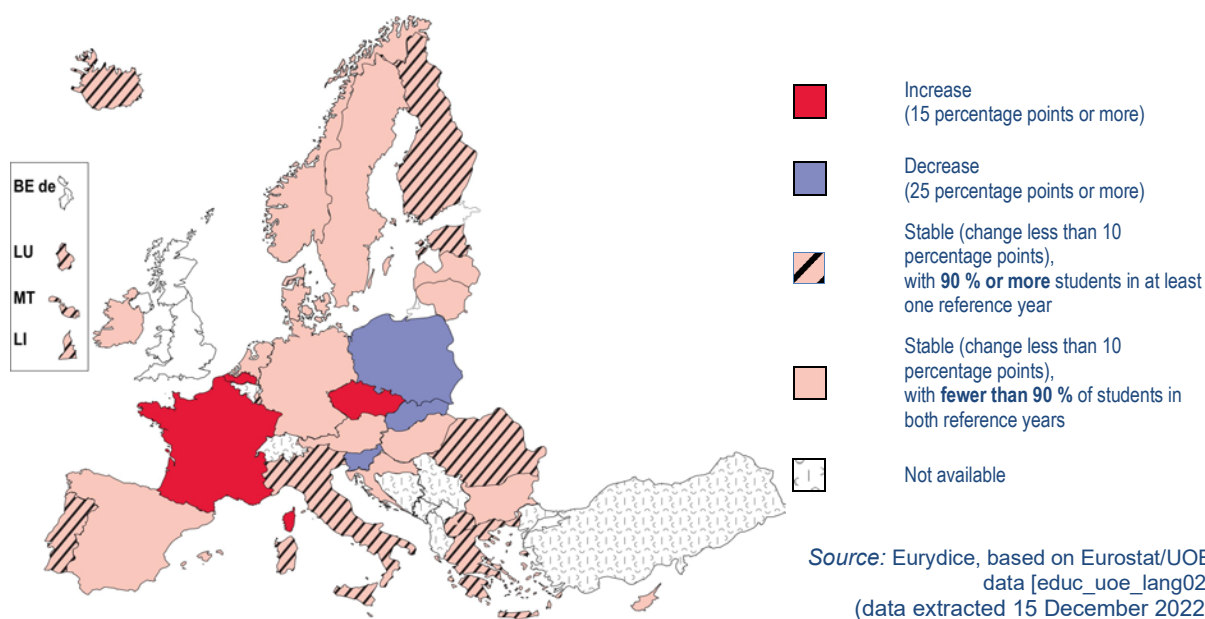 BE de
LU
MT
LI
Increase
(15 percentage points or more)
Decrease
(25 percentage points or more)
Stable (change less than 10
percentage points),
with 90 % or more students in at least
one reference year
Stable (change less than 10
percentage points),
with fewer than 90 % of students in
both reference years
Not available
Source: Eurydice, based on Eurostat/UOE
data [educ_uoe_lang02
(data extracted 15 December 2022